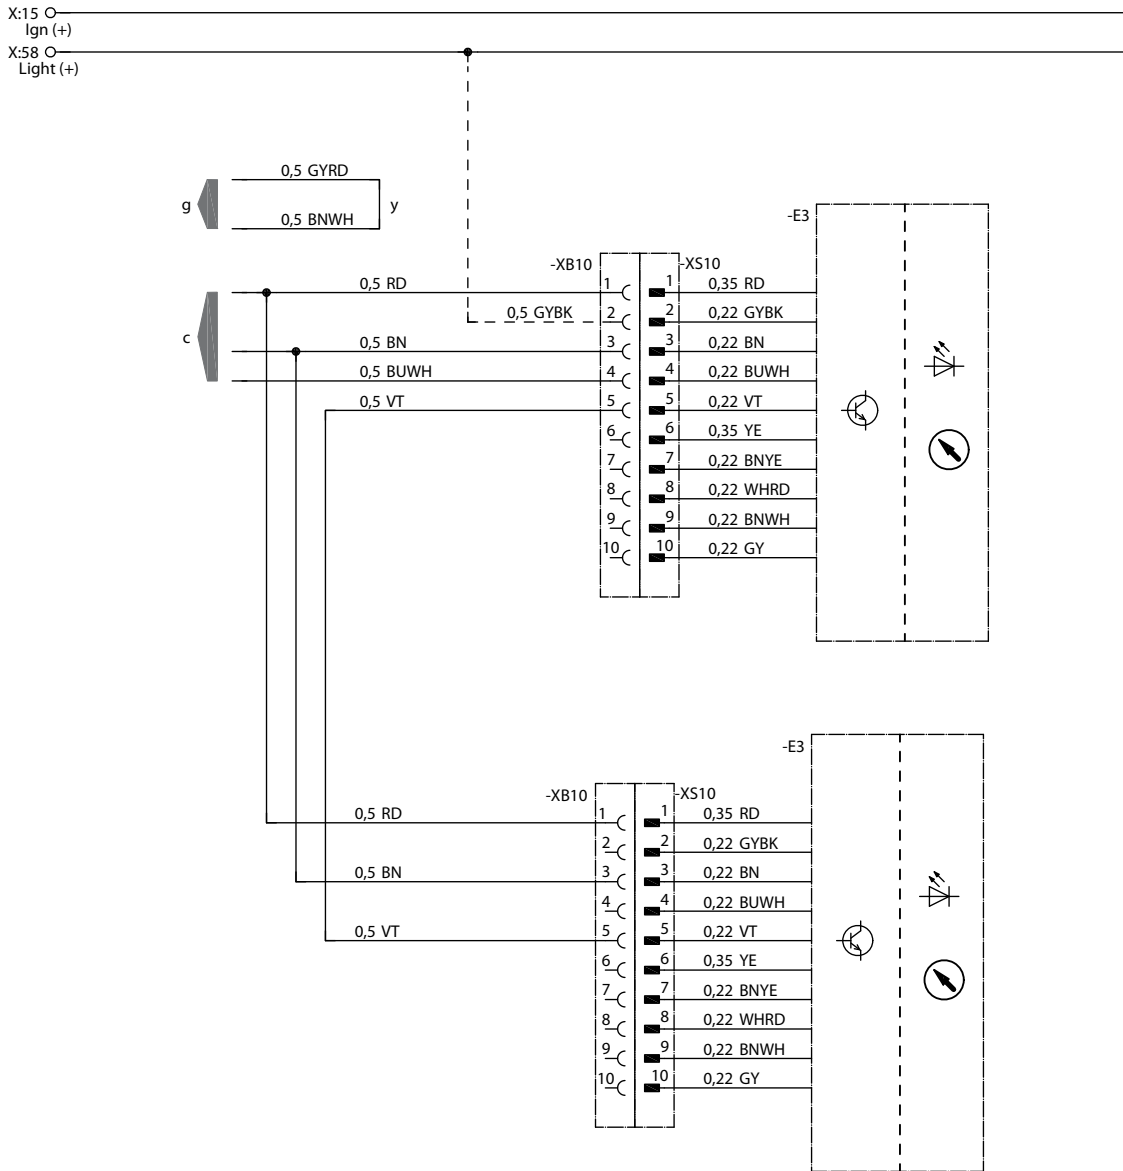 X:15
Ign (+)
X:58
Light (+)
0,5 GYRD
g
y
0,5 BNWH
-E3
-XB10
-XS10
0,5 RD
1
1
0,35 RD
0,5 GYBK
2
2
0,22 GYBK
c
0,5 BN
3
3
0,22 BN
0,5 BUWH
4
4
0,22 BUWH
0,5 VT
5
5
0,22 VT
6
6
0,35 YE
7
7
0,22 BNYE
8
8
0,22 WHRD
9
9
0,22 BNWH
10
10
0,22 GY
-E3
-XB10
-XS10
0,5 RD
1
1
0,35 RD
2
2
0,22 GYBK
0,5 BN
3
3
0,22 BN
4
4
0,22 BUWH
0,5 VT
5
5
0,22 VT
6
6
0,35 YE
7
7
0,22 BNYE
8
8
0,22 WHRD
9
9
0,22 BNWH
10
10
0,22 GY